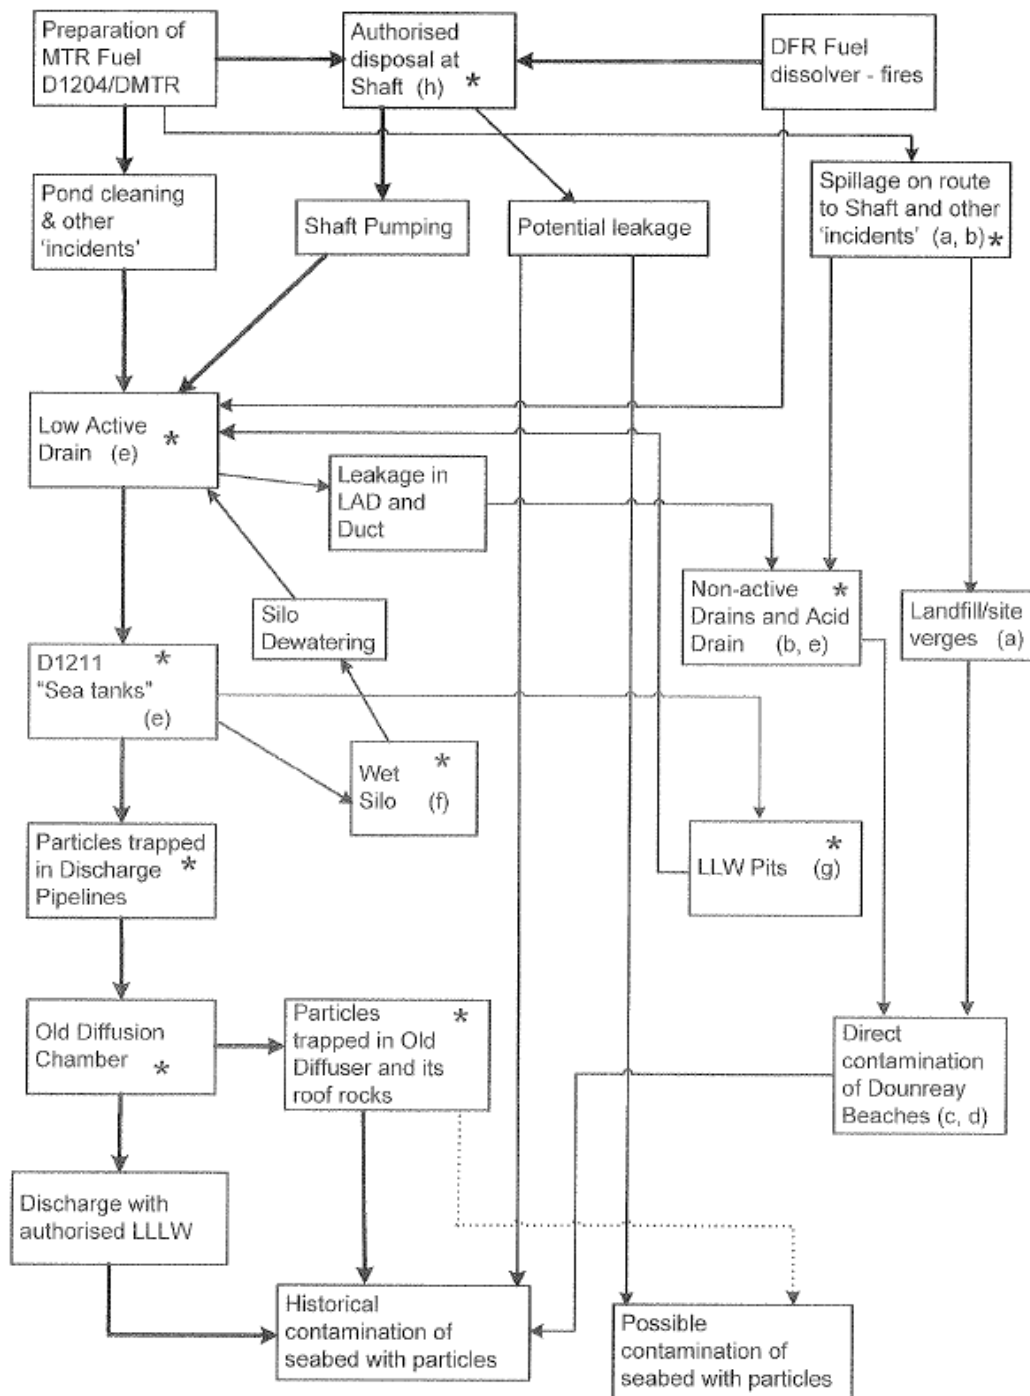 Preparation of
MTR Fuel
D1204/DMTR
Authorised
disposal at
Shaft (h) *
DFR Fuel
dissolver - fires
Pond cleaning
& other
'incidents'
Shaft Pumping
Potential leakage
Spillage on route
to Shaft and other
'incidents' (a, b) *
Low Active
Drain (e) *
Leakage in
LAD and
Duct
Silo
Dewatering
Non-active *
Drains and Acid
Drain (b, e)
Landfill/site
verges (a)
D1211 *
"Sea tanks"
(e)
Wet *
Silo (f)
Particles trapped
in Discharge *
Pipelines
*
LLW Pits (g)
Old Diffusion
Chamber *
Particles *
trapped in Old
Diffuser and its
roof rocks
Direct
contamination
of Dounreay
Beaches (c, d)
Discharge with
authorised LLLW
Historical
contamination of
seabed with particles
Possible
contamination of
seabed with particles